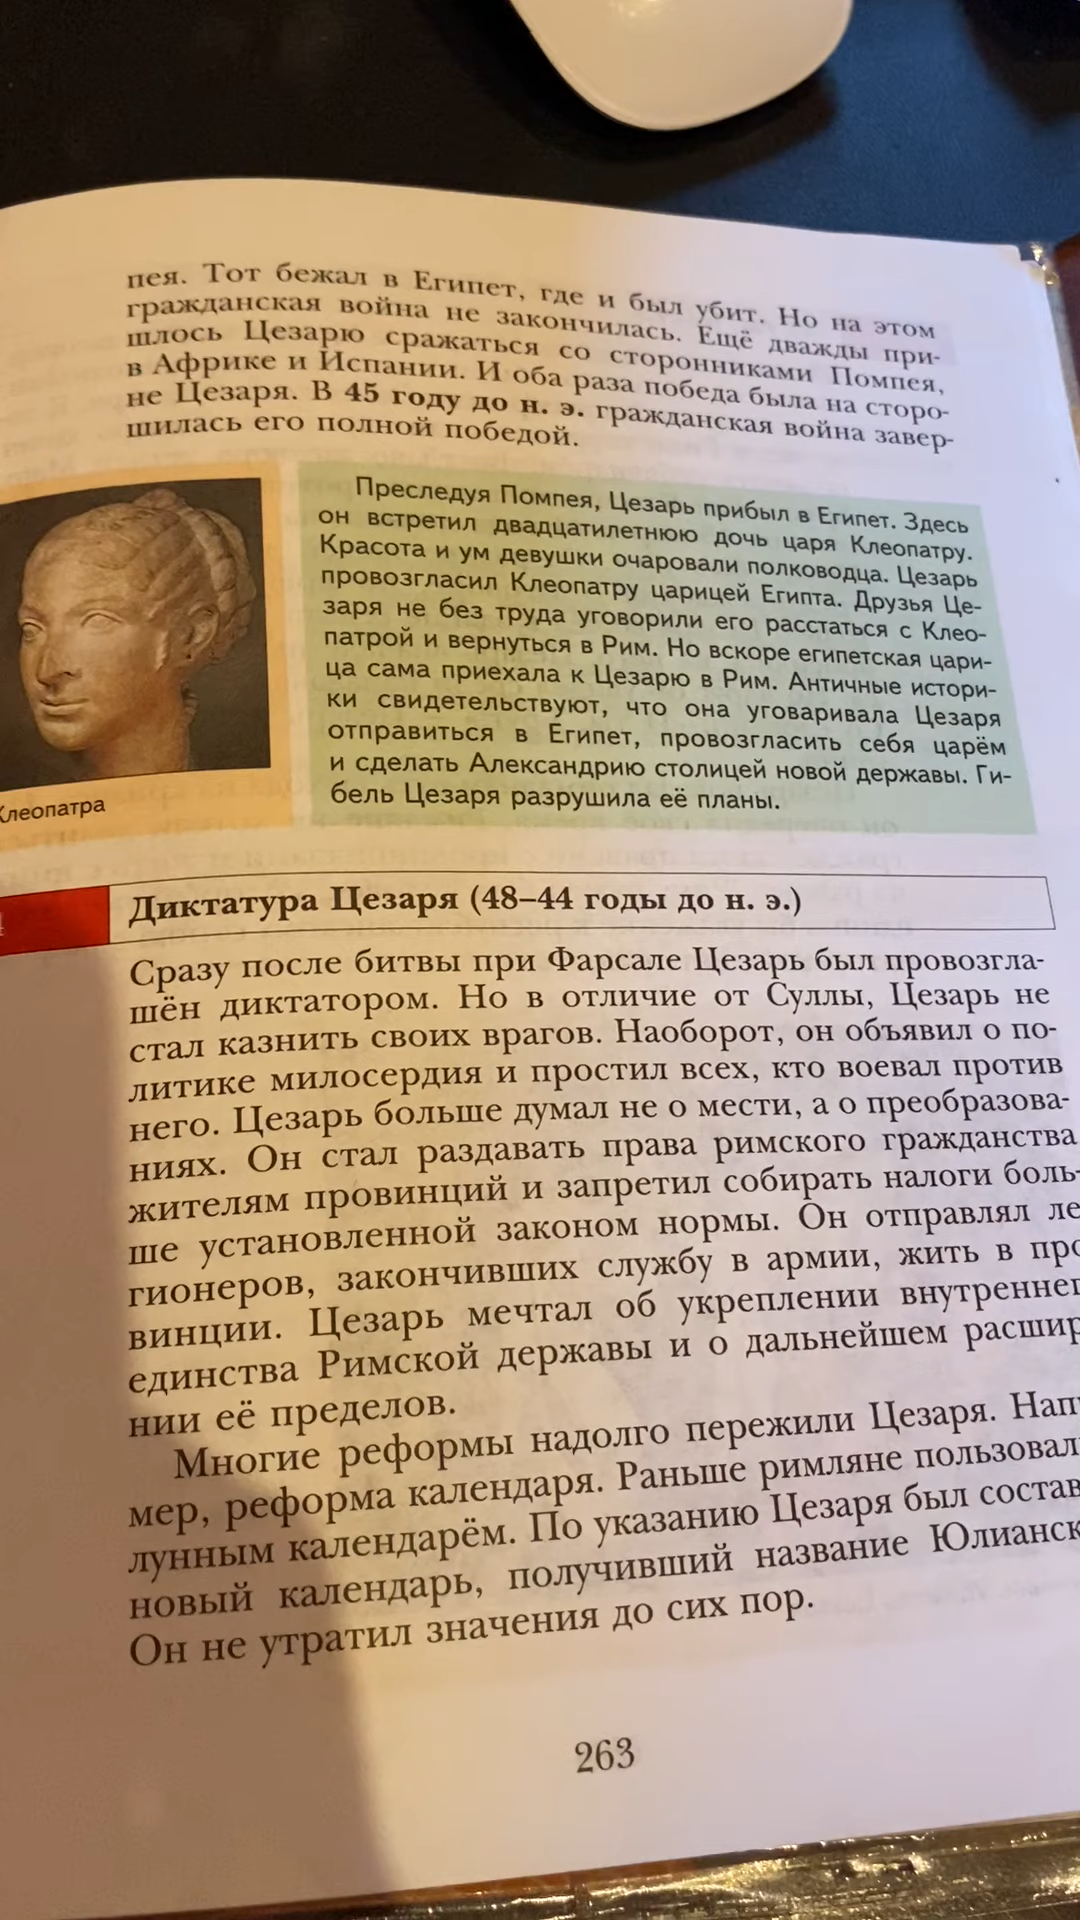 пея. Тот бежал в Египет, где и был убит. Но на этом
гражданская война не закончилась. Ещё дважды при-
шлось Цезарю сражаться со сторонниками Помпея,
в Африке и Испании. И оба раза победа была на сторо-
не Цезаря. В 45 году до н. э. гражданская война завер-
шилась его полной победой.
Преследуя Помпея, Цезарь прибыл в Египет. Здесь
он встретил двадцатилетнюю дочь царя Клеопатру.
Красота и ум девушки очаровали полководца. Цезарь
провозгласил Клеопатру царицей Египта. Друзья Це-
заря не без труда уговорили его расстаться с Клео-
патрой и вернуться в Рим. Но вскоре египетская цари-
ца сама приехала к Цезарю в Рим. Античные истори-
ки свидетельствуют, что она уговаривала Цезаря
отправиться в Египет, провозгласить себя царём
и сделать Александрию столицей новой державы. Ги-
бель Цезаря разрушила её планы.
Клеопатра
Диктатура Цезаря (48–44 годы до н. э.)
Сразу после битвы при Фарсале Цезарь был провозгла-
шён диктатором. Но в отличие от Суллы, Цезарь не
стал казнить своих врагов. Наоборот, он объявил о по-
литике милосердия и простил всех, кто воевал против
него. Цезарь больше думал не о мести, а о преобразова-
ниях. Он стал раздавать права римского гражданства
жителям провинций и запретил собирать налоги боль-
ше установленной законом нормы. Он отправлял ле
гионеров, закончивших службу в армии, жить в про
винции. Цезарь мечтал об укреплении внутреннег
единства Римской державы и о дальнейшем расшир
нии её пределов.
Многие реформы надолго пережили Цезаря. Нап
мер, реформа календаря. Раньше римляне пользовал
лунным календарём. По указанию Цезаря был состав
новый календарь, получивший название Юлианск
Он не утратил значения до сих пор.
263